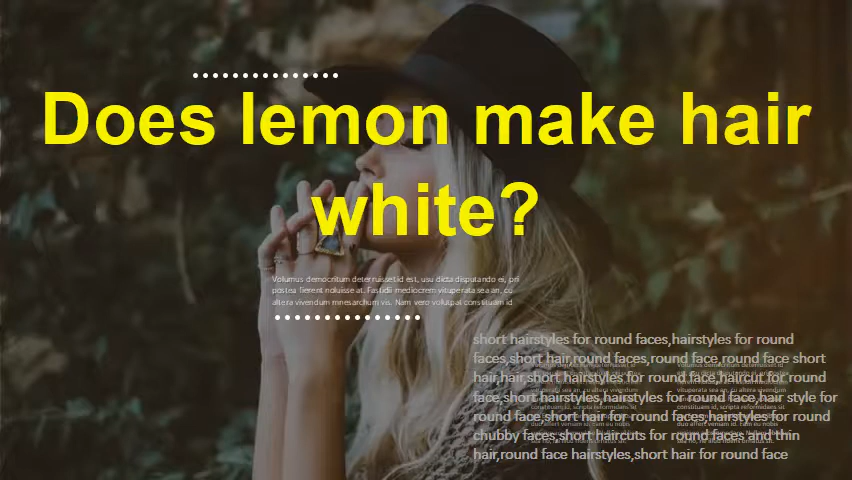 Does lemon make hair
white?
Volumus democritum deterruisset id est, usu dicta disputando ei, pri
postea fierent noluisse at. Fastidii mediocrem vituperata sea an, cu
altera vivendum mnesarchum vis. Nam vero volutpat constituam id
short hairstyles for round faces,hairstyles for round
faces,short hair,round faces,round face,round face short
hair,hair,short hairstyles for round face,haircut for round
face,short hairstyles,hairstyles for round face,hair style for
round face,short hair for round faces,hairstyles for round
chubby faces,short haircuts for round faces and thin
hair,round face hairstyles,short hair for round face